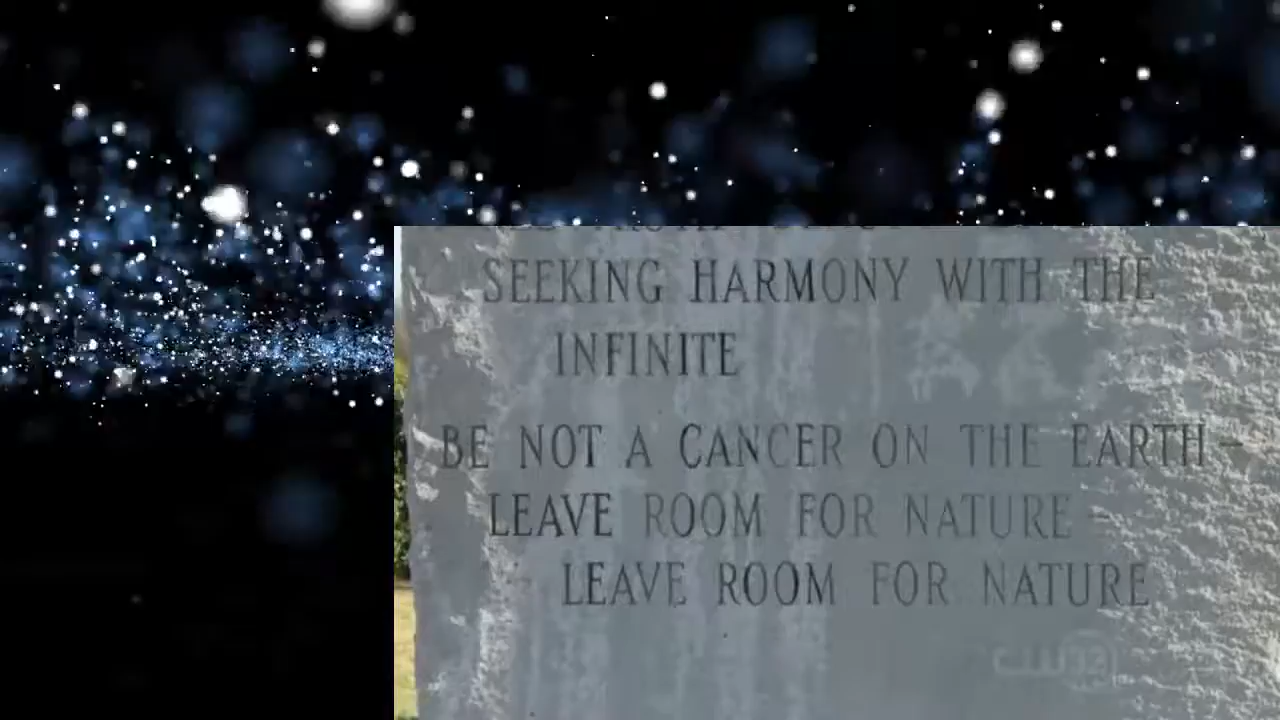 SEEKING HARMONY WITH THE
INFINITE
BE NOT A CANCER ON THE EARTH-
LEAVE ROOM FOR NATURE -
LEAVE ROOM FOR NATURE